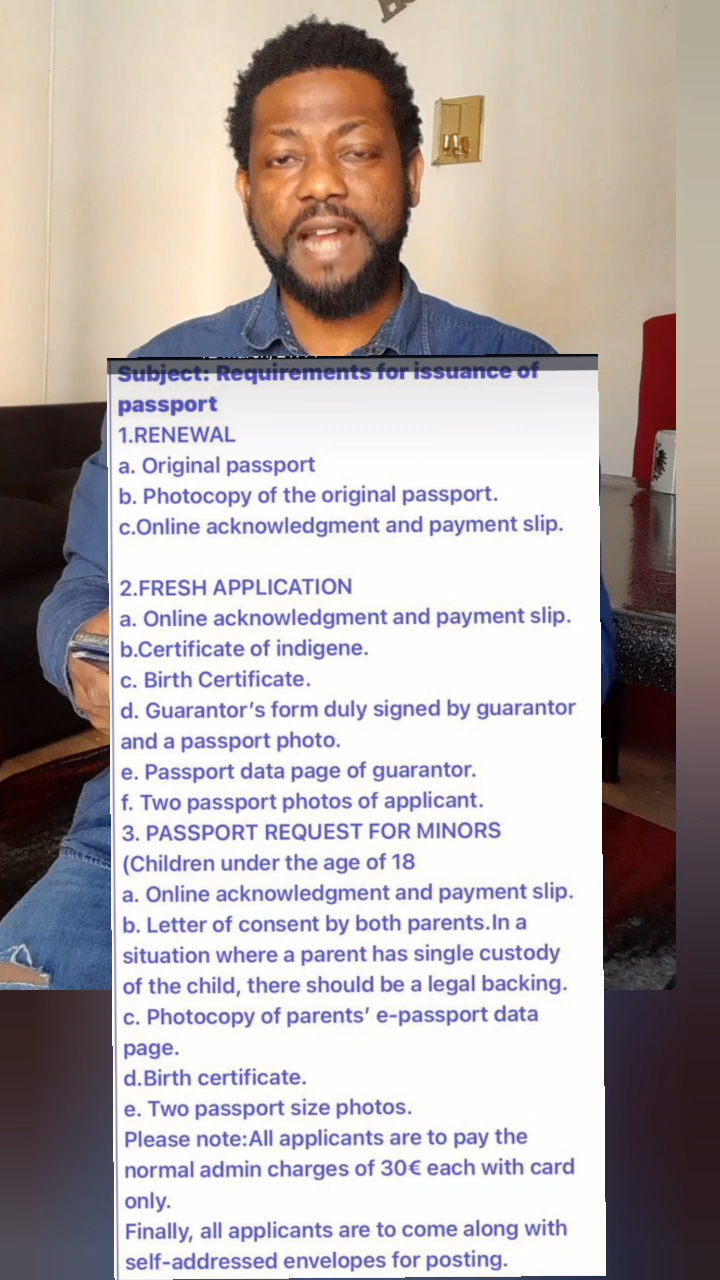 Subject: Requirements for issuance of
passport
1.RENEWAL
a. Original passport
b. Photocopy of the original passport.
c.Online acknowledgment and payment slip.
2.FRESH APPLICATION
a. Online acknowledgment and payment slip.
b.Certificate of indigene.
c. Birth Certificate.
d. Guarantor’s form duly signed by guarantor
and a passport photo.
e. Passport data page of guarantor.
f. Two passport photos of applicant.
3. PASSPORT REQUEST FOR MINORS
(Children under the age of 18
a. Online acknowledgment and payment slip.
b. Letter of consent by both parents.In a
situation where a parent has single custody
of the child, there should be a legal backing.
c. Photocopy of parents’ e-passport data
page.
d.Birth certificate.
e. Two passport size photos.
Please note:All applicants are to pay the
normal admin charges of 30€ each with card
only.
Finally, all applicants are to come along with
self-addressed envelopes for posting.